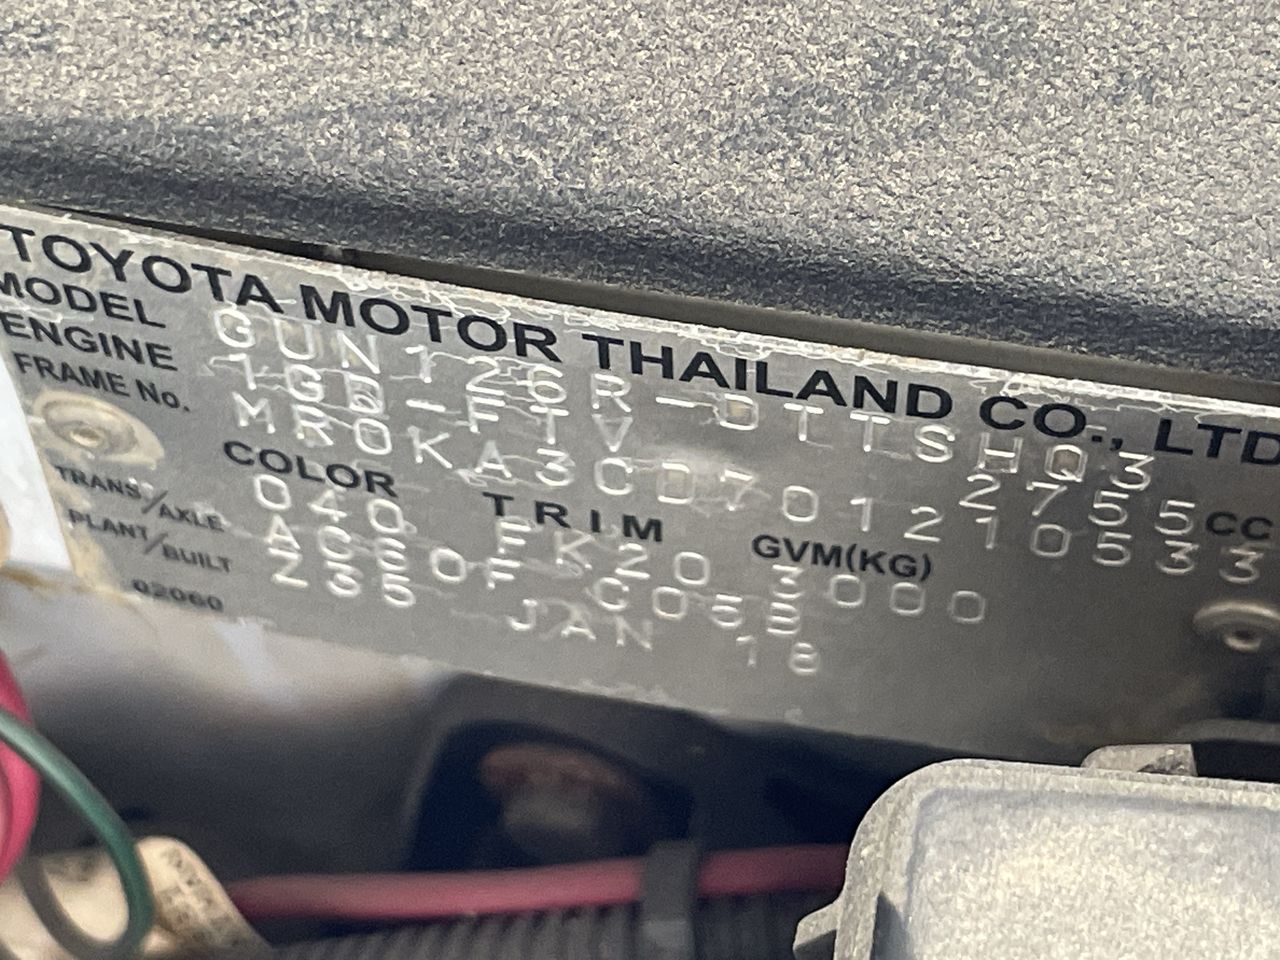 TOYOTA MOTOR THAILAND CO., LTD
MODEL GUN126R-DTTSHQ3
ENGINE 1GD-FTV 2755 CC
FRAME No. MR0KA3CD701210533
COLOR TRIM GVM(KG)
040 FK20 3000
TRANS/AXLE AC60F C05B
PLANT/BUILT Z35 JAN 18
02060